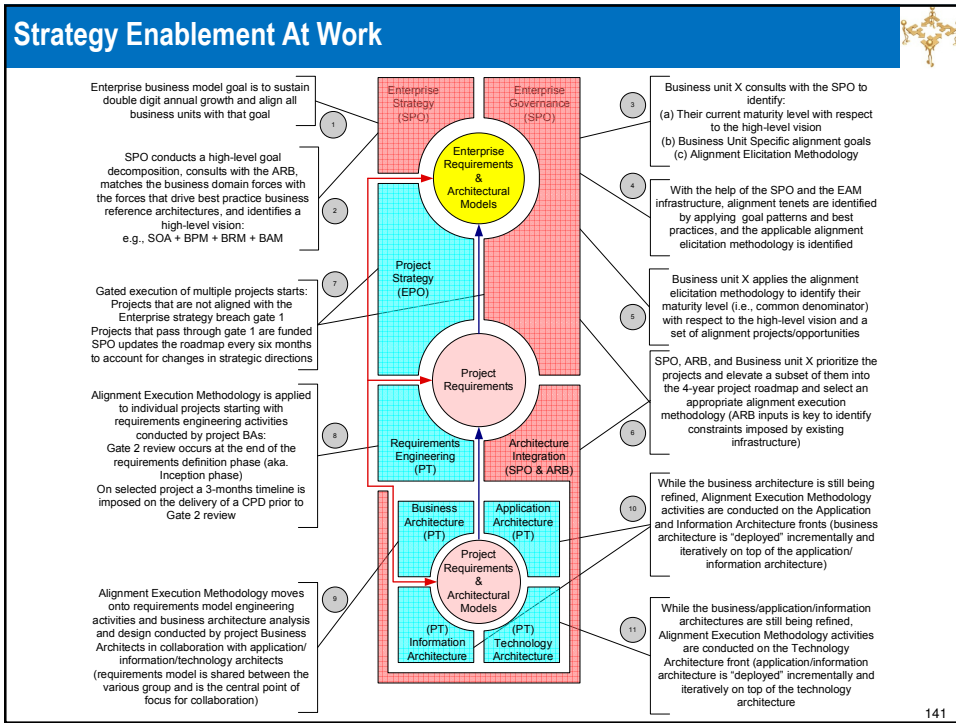 Strategy Enablement At Work
Enterprise business model goal is to sustain
double digit annual growth and align all
business units with that goal
1
SPO conducts a high-level goal
decomposition, consults with the ARB,
matches the business domain forces with
the forces that drive best practice business
reference architectures, and identifies a
high-level vision:
e.g., SOA + BPM + BRM + BAM
2
Gated execution of multiple projects starts:
Projects that are not aligned with the
Enterprise strategy breach gate 1
Projects that pass through gate 1 are funded
SPO updates the roadmap every six months
to account for changes in strategic directions
7
Alignment Execution Methodology is applied
to individual projects starting with
requirements engineering activities
conducted by project BAs:
Gate 2 review occurs at the end of the
requirements definition phase (aka.
Inception phase)
On selected project a 3-months timeline is
imposed on the delivery of a CPD prior to
Gate 2 review
8
Alignment Execution Methodology moves
onto requirements model engineering
activities and business architecture analysis
and design conducted by project Business
Architects in collaboration with application/
information/technology architects
(requirements model is shared between the
various group and is the central point of
focus for collaboration)
9
Enterprise
Strategy
(SPO)
Enterprise
Governance
(SPO)
Enterprise
Requirements
&
Architectural
Models
Project
Strategy
(EPO)
Project
Requirements
Requirements
Engineering
(PT)
Architecture
Integration
(SPO & ARB)
Business
Architecture
(PT)
Application
Architecture
(PT)
Project
Requirements
&
Architectural
Models
(PT)
Information
Architecture
(PT)
Technology
Architecture
3
Business unit X consults with the SPO to
identify:
(a) Their current maturity level with respect
to the high-level vision
(b) Business Unit Specific alignment goals
(c) Alignment Elicitation Methodology
4
With the help of the SPO and the EAM
infrastructure, alignment tenets are identified
by applying goal patterns and best
practices, and the applicable alignment
elicitation methodology is identified
5
Business unit X applies the alignment
elicitation methodology to identify their
maturity level (i.e., common denominator)
with respect to the high-level vision and a
set of alignment projects/opportunities
6
SPO, ARB, and Business unit X prioritize the
projects and elevate a subset of them into
the 4-year project roadmap and select an
appropriate alignment execution
methodology (ARB inputs is key to identify
constraints imposed by existing
infrastructure)
10
While the business architecture is still being
refined, Alignment Execution Methodology
activities are conducted on the Application
and Information Architecture fronts (business
architecture is “deployed” incrementally and
iteratively on top of the application/
information architecture)
11
While the business/application/information
architectures are still being refined,
Alignment Execution Methodology activities
are conducted on the Technology
Architecture front (application/information
architecture is “deployed” incrementally and
iteratively on top of the technology
architecture
141